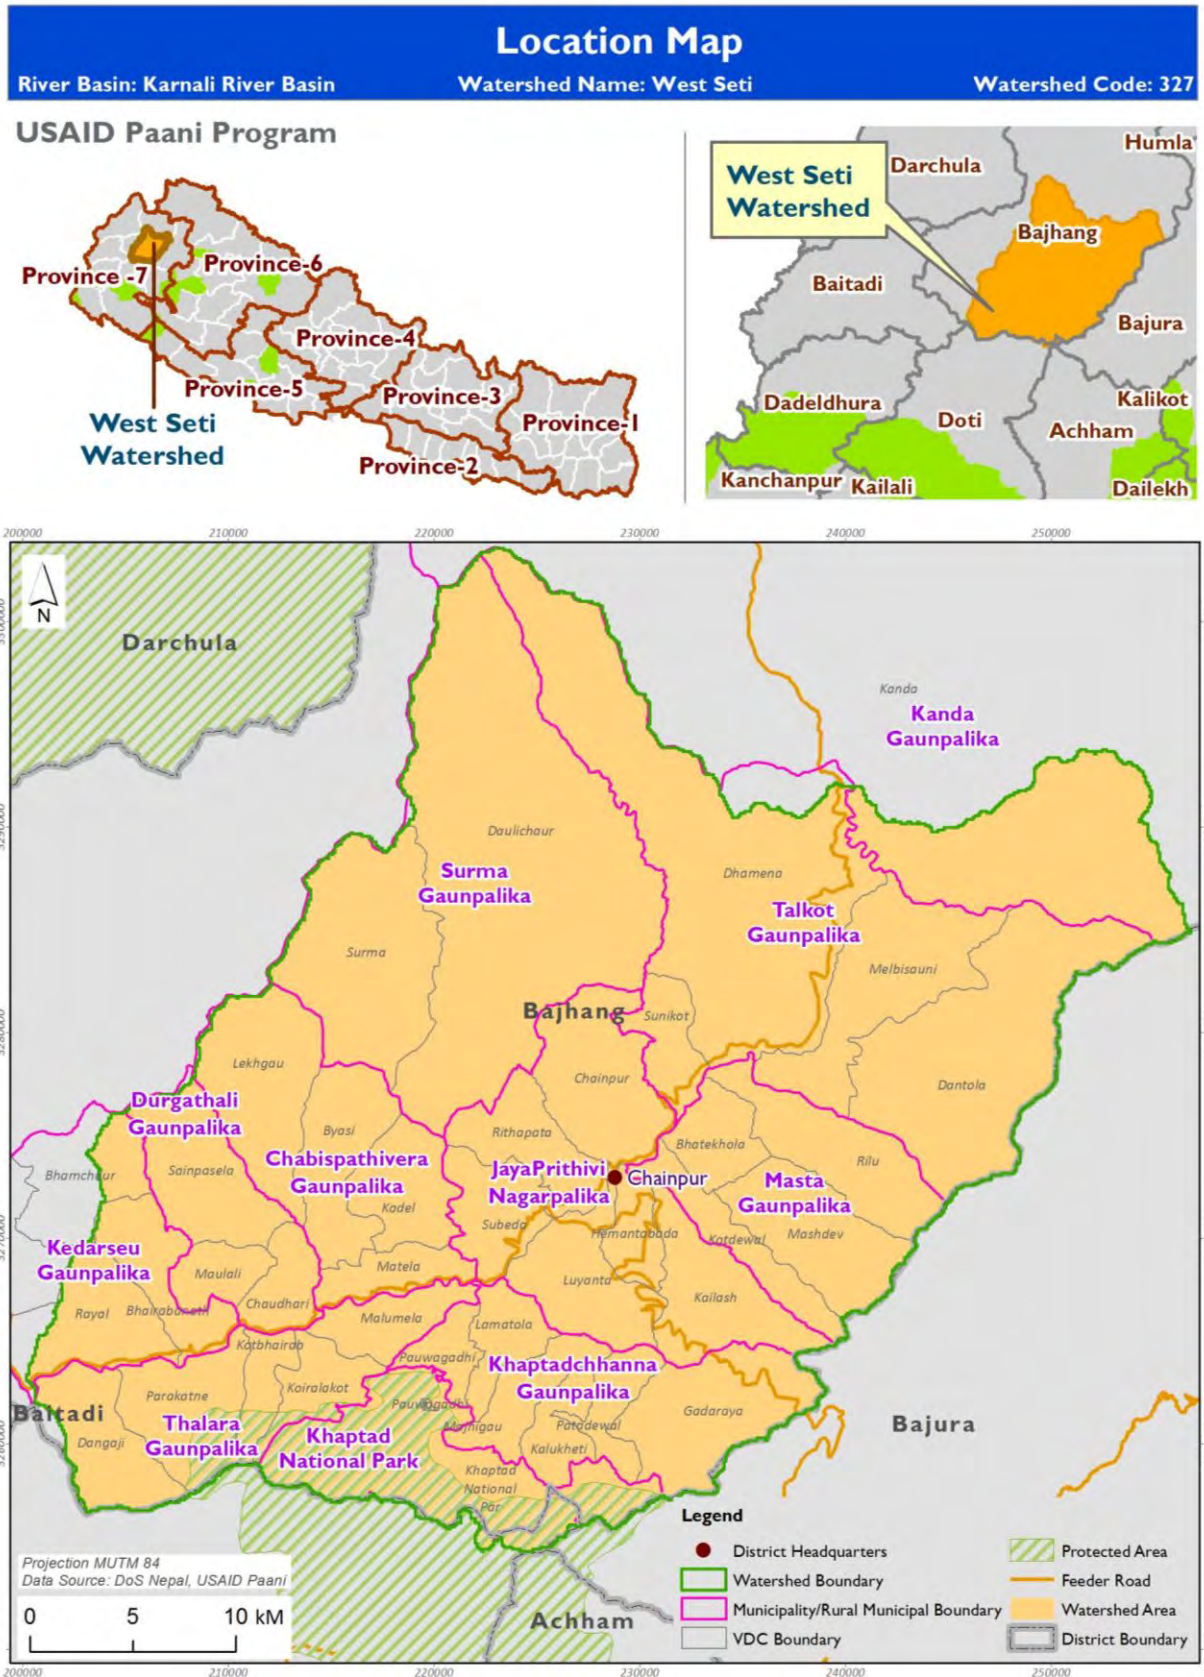 Location Map
River Basin: Karnali River Basin
Watershed Name: West Seti
Watershed Code: 327
USAID Paani Program
Province -7
Province-6
Province-4
Province-5
Province-3
Province-1
Province-2
West Seti
Watershed
West Seti
Watershed
Darchula
Humla
Bajhang
Baitadi
Bajura
Dadeldhura
Doti
Kalikot
Achham
Kanchanpur
Kailali
Dailekh
200000
210000
220000
230000
240000
250000
N
Darchula
Kanda
Kanda
Gaunpalika
3290000
Daulichaur
Surma
Gaunpalika
Dhamena
Talkot
Gaunpalika
Surma
Melbisauni
Bajhang
Sunikot
3280000
Lekhgau
Chainpur
Dantola
Durgathali
Gaunpalika
Byasi
Rithapata
Bhatekhola
Rilu
Sainpasela
Chabispathivera
Gaunpalika
JayaPrithivi
Nagarpalika
Chainpur
Masta
Gaunpalika
Kadel
Subeda
Hemantabada
Kotdewal
Mashdev
3270000
Kedarseu
Gaunpalika
Maulali
Matela
Luyanta
Kailash
Rayal
Chaudhari
Malumela
Lamatola
Kotbhairab
Pauwagadhi
Khaptadchhanna
Gaunpalika
Parakatne
Koiralakot
Baitadi
Thalara
Gaunpalika
Dangaji
Khaptad
National Park
Majhigau
Patadewal
Kalukheti
Gadaraya
Bajura
3260000
Khaptad
National
Par
Achham
Projection MUTM 84
Data Source: DoS Nepal, USAID Paani
0 5 10 kM
Legend
District Headquarters
Watershed Boundary
Municipality/Rural Municipal Boundary
VDC Boundary
Protected Area
Feeder Road
Watershed Area
District Boundary
200000
210000
220000
230000
240000
250000